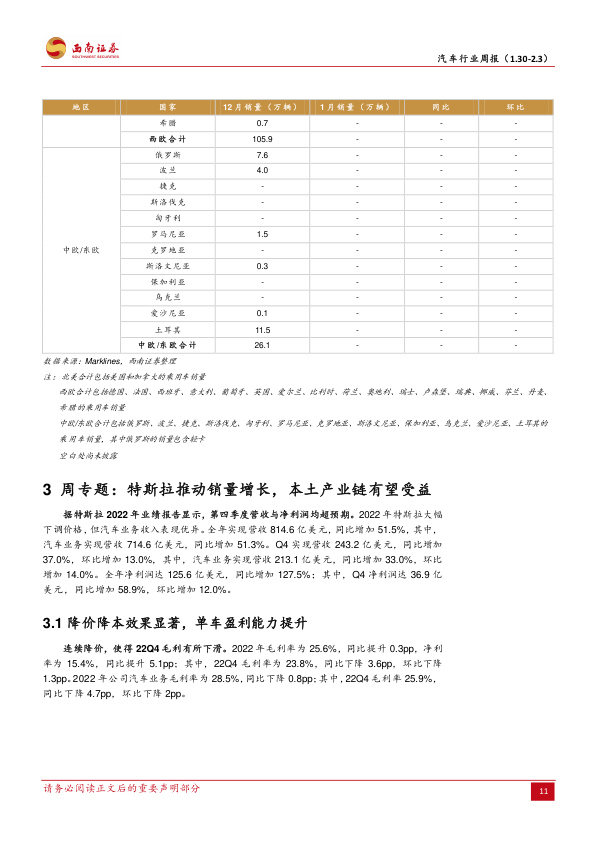 西南证券
SOUTHWEST SECURITIES
汽车行业周报（1.30-2.3）
地区 国家 12月销量（万辆） 1月销量（万辆） 同比 环比
希腊 0.7 - - -
西欧合计 105.9 - - -
俄罗斯 7.6 - - -
波兰 4.0 - - -
捷克 - - - -
斯洛伐克 - - - -
匈牙利 - - - -
罗马尼亚 1.5 - - -
中欧/东欧 克罗地亚 - - - -
斯洛文尼亚 0.3 - - -
保加利亚 - - - -
乌克兰 - - - -
爱沙尼亚 0.1 - - -
土耳其 11.5 - - -
中欧/东欧合计 26.1 - - -
数据来源：Marklines，西南证券整理
注： 北美合计包括美国和加拿大的乘用车销量
西欧合计包括德国、法国、西班牙、意大利、葡萄牙、英国、爱尔兰、比利时、荷兰、奥地利、瑞士、卢森堡、瑞典、挪威、芬兰、丹麦、
希腊的乘用车销量
中欧/东欧合计包括俄罗斯、波兰、捷克、斯洛伐克，匈牙利、罗马尼亚、克罗地亚、斯洛文尼亚、保加利亚、乌克兰，爱沙尼亚，土耳其的
乘用车销量，其中俄罗斯的销量包含轻卡
空白处尚未披露
3 周专题：特斯拉推动销量增长，本土产业链有望受益
据特斯拉 2022 年业绩报告显示，第四季度营收与净利润均超预期。2022 年特斯拉大幅
下调价格，但汽车业务收入表现优异。全年实现营收 814.6 亿美元，同比增加 51.5%，其中，
汽车业务实现营收 714.6 亿美元，同比增加 51.3%。Q4 实现营收 243.2 亿美元，同比增加
37.0%，环比增加 13.0%，其中，汽车业务实现营收 213.1 亿美元，同比增加 33.0%，环比
增加 14.0%。全年净利润达 125.6 亿美元，同比增加 127.5%；其中，Q4 净利润达 36.9 亿
美元，同比增加 58.9%，环比增加 12.0%。
3.1 降价降本效果显著，单车盈利能力提升
连续降价，使得 22Q4 毛利有所下滑。2022 年毛利率为 25.6%，同比提升 0.3pp，净利
率为 15.4%，同比提升 5.1pp；其中，22Q4 毛利率为 23.8%，同比下降 3.6pp，环比下降
1.3pp。2022 年公司汽车业务毛利率为 28.5%，同比下降 0.8pp；其中，22Q4 毛利率 25.9%，
同比下降 4.7pp，环比下降 2pp。
请务必阅读正文后的重要声明部分
11